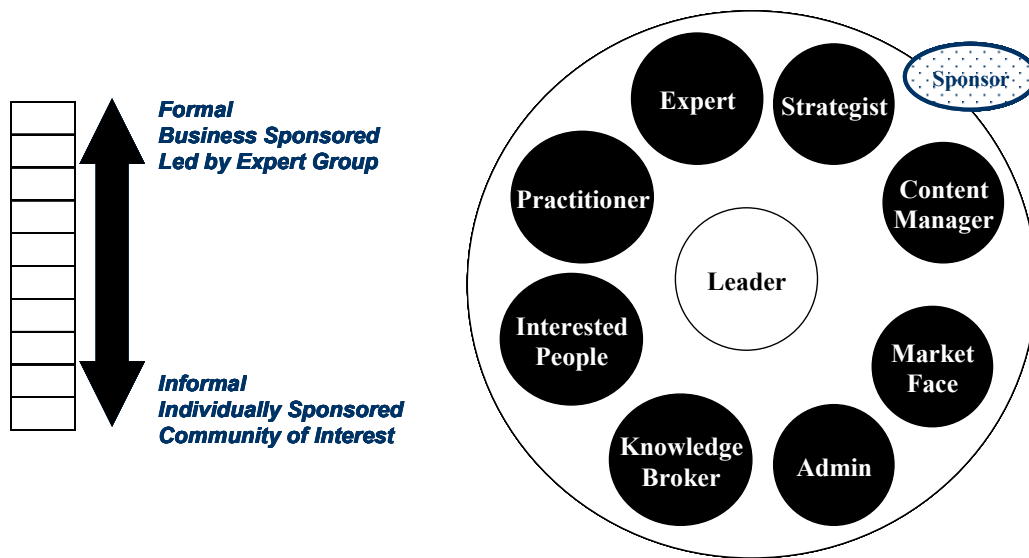 Formal
Business Sponsored
Led by Expert Group
Informal
Individually Sponsored
Community of Interest
Expert
Strategist
Sponsor
Practitioner
Content
Manager
Leader
Interested
People
Market
Face
Knowledge
Broker
Admin